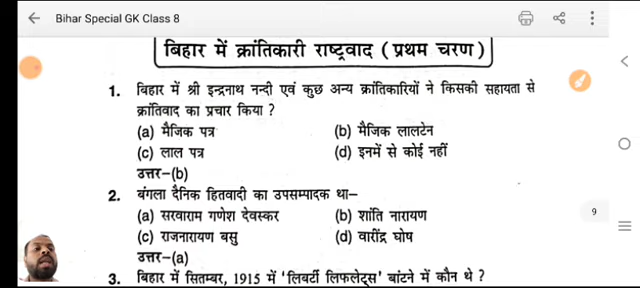 Bihar Special GK Class 8
बिहार में क्रांतिकारी राष्ट्रवाद ( प्रथम चरण )
1. बिहार में श्री इन्द्रनाथ नन्दी एवं कुछ अन्य क्रांतिकारियों ने किसकी सहायता से
क्रांतिवाद का प्रचार किया ?
(a) मैजिक पत्र (b) मैजिक लालटेन
(c) लाल पत्र (d) इनमें से कोई नहीं
उत्तर-(b)
2. बंगला दैनिक हितवादी का उपसम्पादक था–
(a) सरवाराम गणेश देवस्कर (b) शांति नारायण
(c) राजनारायण बसु (d) वारींद्र घोष
उत्तर-(a)
3. बिहार में सितम्बर, 1915 में 'लिबर्टी लिफलेट्स' बांटने में कौन थे ?
9